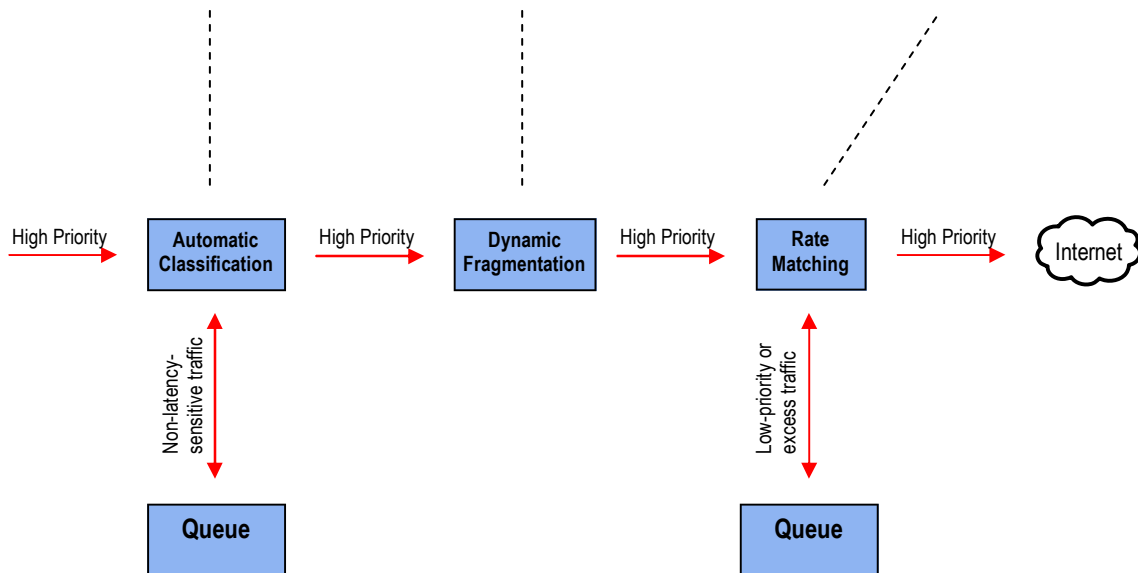 High Priority
Automatic
Classification
High Priority
Dynamic
Fragmentation
High Priority
Rate
Matching
High Priority
Internet
Non-latency-
sensitive traffic
Low-priority or
excess traffic
Queue
Queue